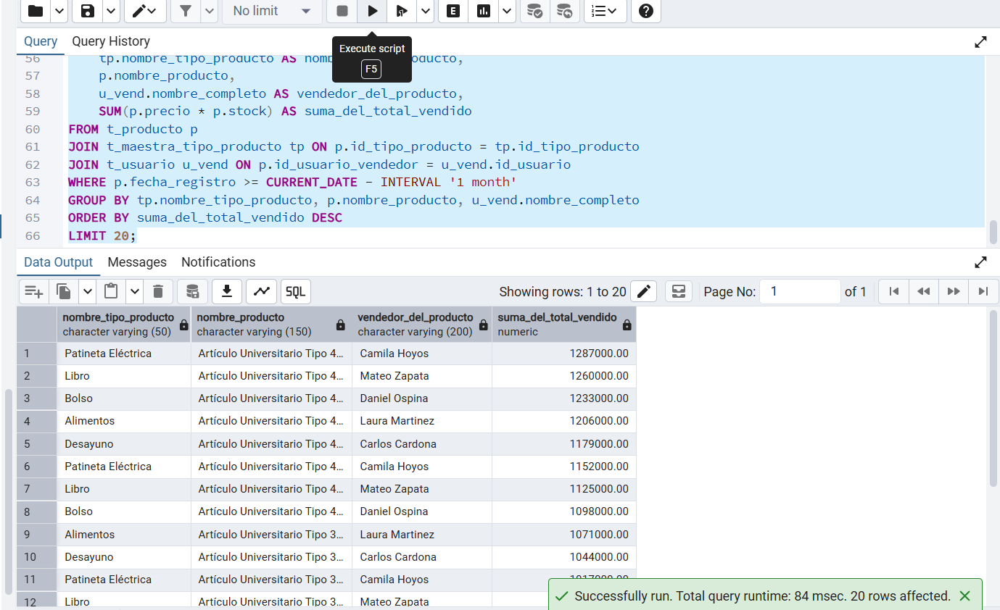 No limit
E
Query Query History
Execute script
F5
56 tp.nombre_tipo_producto AS
57 p.nombre_producto,
58 u_vend.nombre_completo AS vendedor_del_producto,
59 SUM(p.precio * p.stock) AS suma_del_total_vendido
60 FROM t_producto p
61 JOIN t_maestra_tipo_producto tp ON p.id_tipo_producto = tp.id_tipo_producto
62 JOIN t_usuario u_vend ON p.id_usuario_vendedor = u_vend.id_usuario
63 WHERE p.fecha_registro >= CURRENT_DATE - INTERVAL '1 month'
64 GROUP BY tp.nombre_tipo_producto, p.nombre_producto, u_vend.nombre_completo
65 ORDER BY suma_del_total_vendido DESC
66 LIMIT 20;
Data Output Messages Notifications
SQL Showing rows: 1 to 20 Page No: 1 of 1
nombre_tipo_producto nombre_producto vendedor_del_producto suma_del_total_vendido
character varying (50) character varying (150) character varying (200) numeric
1 Patineta Eléctrica Artículo Universitario Tipo 4... Camila Hoyos 1287000.00
2 Libro Artículo Universitario Tipo 4... Mateo Zapata 1260000.00
3 Bolso Artículo Universitario Tipo 4... Daniel Ospina 1233000.00
4 Alimentos Artículo Universitario Tipo 4... Laura Martinez 1206000.00
5 Desayuno Artículo Universitario Tipo 4... Carlos Cardona 1179000.00
6 Patineta Eléctrica Artículo Universitario Tipo 4... Camila Hoyos 1152000.00
7 Libro Artículo Universitario Tipo 4... Mateo Zapata 1125000.00
8 Bolso Artículo Universitario Tipo 4... Daniel Ospina 1098000.00
9 Alimentos Artículo Universitario Tipo 3... Laura Martinez 1071000.00
10 Desayuno Artículo Universitario Tipo 3... Carlos Cardona 1044000.00
11 Patineta Eléctrica Artículo Universitario Tipo 3... Camila Hoyos
12 Libro Artículo Universitario Tipo 3... Mateo Zapata
Successfully run. Total query runtime: 84 msec. 20 rows affected.